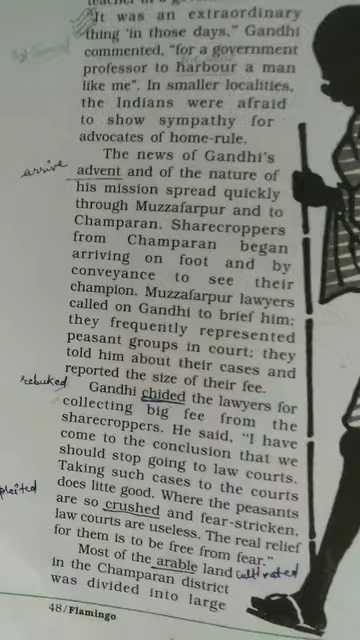 "It was an extraordinary
thing 'in those days," Gandhi
commented, "for a government
professor to harbour a man
like me". In smaller localities,
the Indians were afraid
to show sympathy for
advocates of home-rule.
The news of Gandhi's
arrive
advent and of the nature of
his mission spread quickly
through Muzzafarpur and to
Champaran. Sharecroppers
from Champaran began
arriving on foot and by
conveyance to see their
champion. Muzzafarpur lawyers
called on Gandhi to brief him;
they frequently represented
peasant groups in court; they
told him about their cases and
reported the size of their fee.
rebuked
Gandhi chided the lawyers for
collecting big fee from the
sharecroppers. He said, "I have
come to the conclusion that we
should stop going to law courts.
Taking such cases to the courts
does litte good. Where the peasants
ploited
are so crushed and fear-stricken,
law courts are useless. The real relief
for them is to be free from fear."
Most of the arable land cultivated
in the Champaran district
was divided into large
48/Flamingo